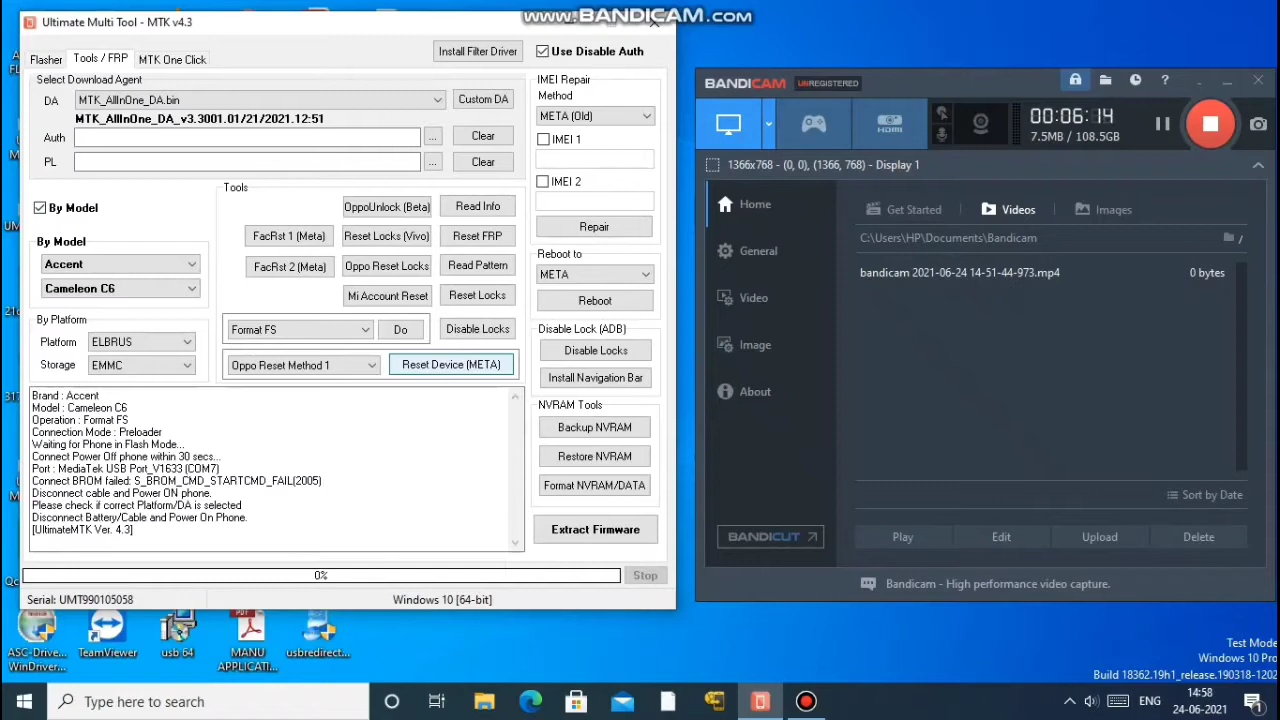 www.BANDICAM.com
Ultimate Multi Tool - MTK v4.3
Flasher
Tools / FRP
MTK One Click
Install Filter Driver
Use Disable Auth
Select Download Agent
DA
MTK_AllInOne_DA.bin
Custom DA
MTK_AllInOne_DA_v3.3001.01/21/2021.12:51
Auth
...
Clear
PL
...
Clear
By Model
By Model
Accent
Cameleon C6
By Platform
Platform
ELBRUS
Storage
EMMC
Tools
OppoUnlock (Beta)
Read Info
FacRst 1 (Meta)
Reset Locks (Vivo)
Reset FRP
FacRst 2 (Meta)
Oppo Reset Locks
Read Pattern
Mi Account Reset
Reset Locks
Format FS
Do
Disable Locks
Oppo Reset Method 1
Reset Device (META)
IMEI Repair
Method
META (Old)
IMEI 1
IMEI 2
Repair
Reboot to
META
Reboot
Disable Lock (ADB)
Disable Locks
Install Navigation Bar
NVRAM Tools
Backup NVRAM
Restore NVRAM
Format NVRAM/DATA
Extract Firmware
Brand : Accent
Model : Cameleon C6
Operation : Format FS
Connection Mode : Preloader
Waiting for Phone in Flash Mode...
Connect Power Off phone within 30 secs...
Port : MediaTek USB Port_V1633 (COM7)
Connect BROM failed: S_BROM_CMD_STARTCMD_FAIL(2005)
Disconnect cable and Power ON phone.
Please check if correct Platform/DA is selected
Disconnect Battery/Cable and Power On Phone.
[UltimateMTK Ver. 4.3]
0%
Stop
Serial: UMT990105058
Windows 10 [64-bit]
BANDICAM
UNREGISTERED
HDMI
00:06:14
7.5MB / 108.5GB
1366x768 - (0, 0), (1366, 768) - Display 1
Home
General
Video
Image
About
BANDICUT
Get Started
Videos
Images
C:\Users\HP\Documents\Bandicam
/
bandicam 2021-06-24 14-51-44-973.mp4
0 bytes
Sort by Date
Play
Edit
Upload
Delete
Bandicam - High performance video capture.
ASC-Drive...
WinDriver...
TeamViewer
usb 64
MANU
APPLICATI...
usbredirect...
Test Mode
Windows 10 Pro
Build 18362.19h1_release.190318-1202
Type here to search
ENG
14:58
24-06-2021
1